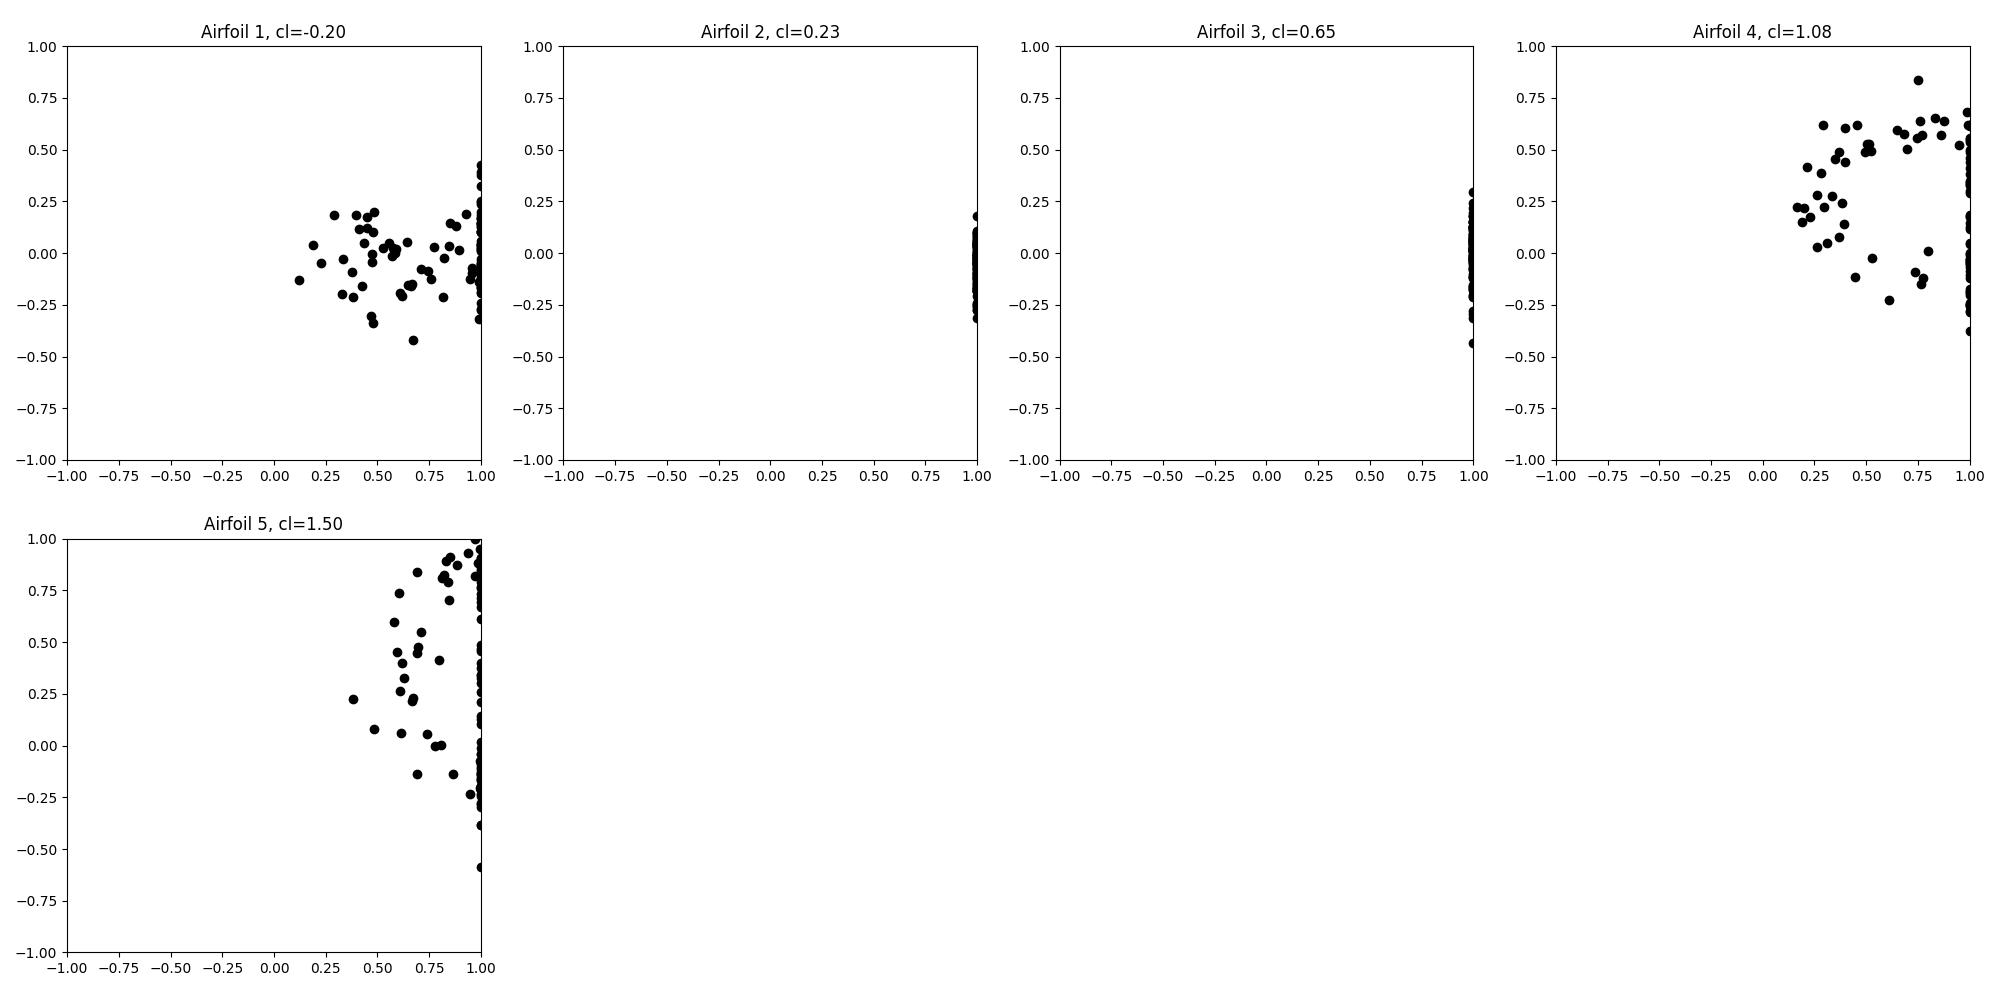 Airfoil 1, cl=-0.20
Airfoil 2, cl=0.23
Airfoil 3, cl=0.65
Airfoil 4, cl=1.08
1.00 1.00 1.00 1.00
0.75 0.75 0.75 0.75
0.50 0.50 0.50 0.50
0.25 0.25 0.25 0.25
0.00 0.00 0.00 0.00
−0.25 −0.25 −0.25 −0.25
−0.50 −0.50 −0.50 −0.50
−0.75 −0.75 −0.75 −0.75
−1.00 −1.00 −1.00 −1.00
−1.00 −0.75 −0.50 −0.25 0.00 0.25 0.50 0.75 1.00
−1.00 −0.75 −0.50 −0.25 0.00 0.25 0.50 0.75 1.00
−1.00 −0.75 −0.50 −0.25 0.00 0.25 0.50 0.75 1.00
−1.00 −0.75 −0.50 −0.25 0.00 0.25 0.50 0.75 1.00
Airfoil 5, cl=1.50
1.00
0.75
0.50
0.25
0.00
−0.25
−0.50
−0.75
−1.00
−1.00 −0.75 −0.50 −0.25 0.00 0.25 0.50 0.75 1.00